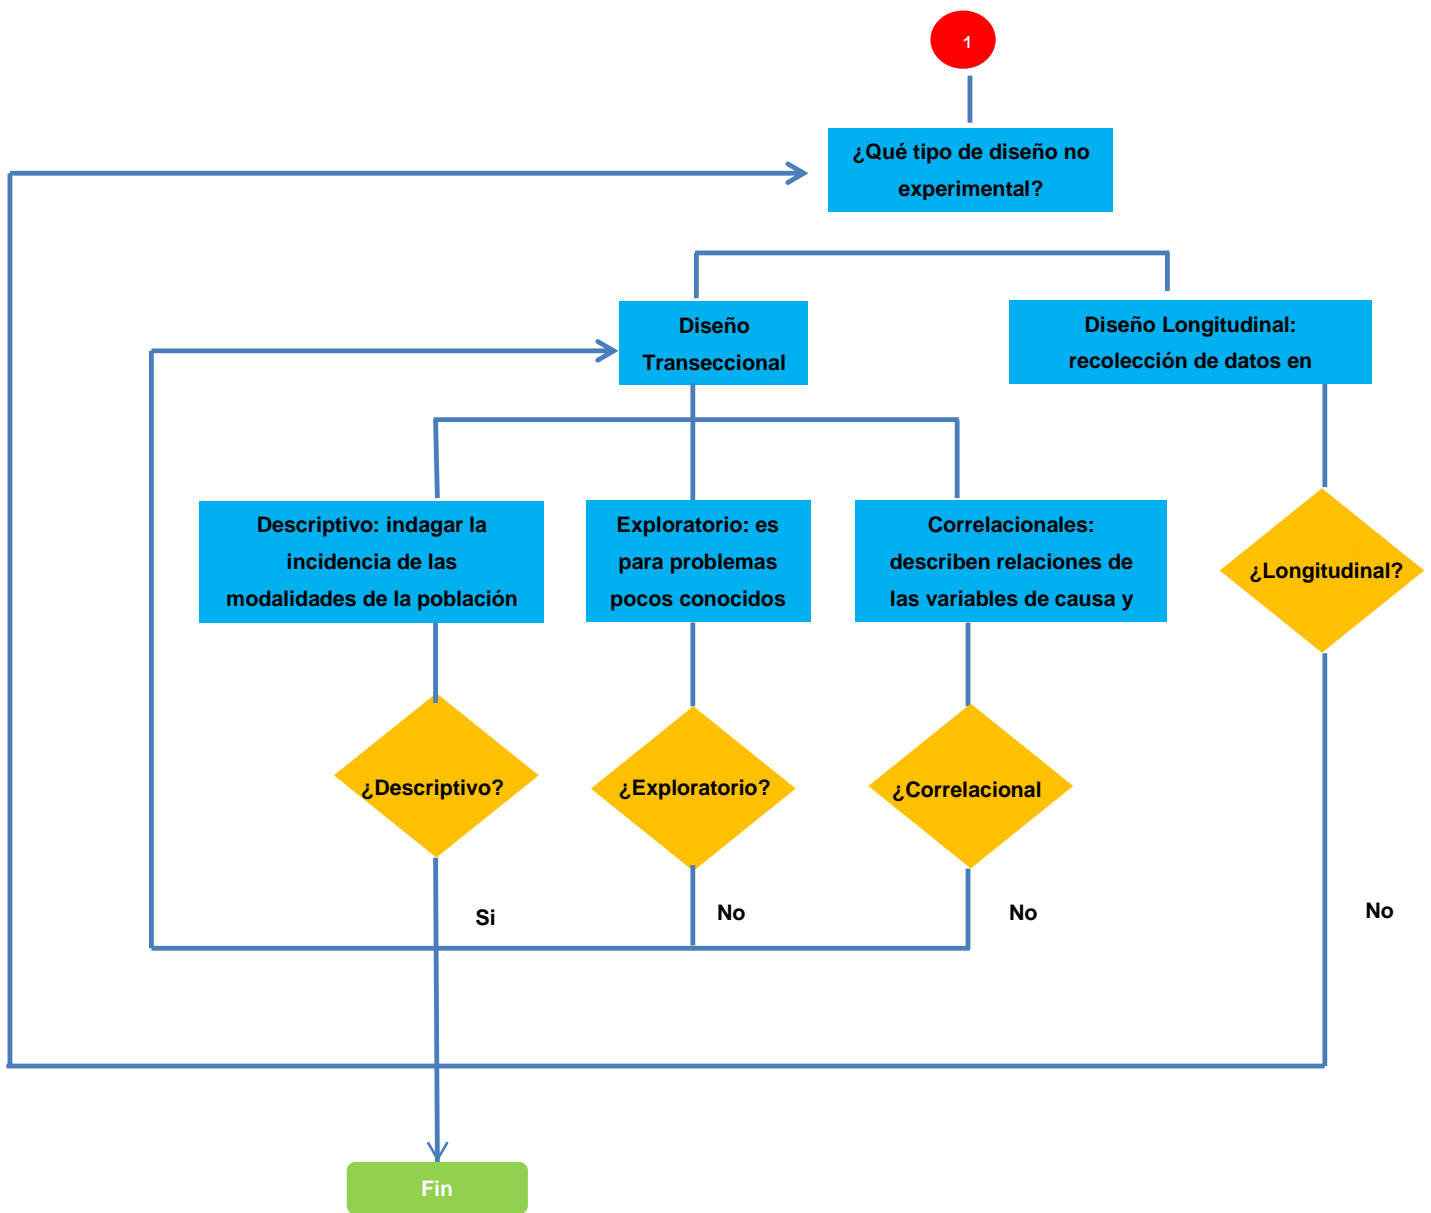 1
¿Qué tipo de diseño no
experimental?
Diseño
Transeccional
Diseño Longitudinal:
recolección de datos en
Descriptivo: indagar la
incidencia de las
modalidades de la población
Exploratorio: es
para problemas
pocos conocidos
Correlacionales:
describen relaciones de
las variables de causa y
¿Longitudinal?
¿Descriptivo?
¿Exploratorio?
¿Correlacional
Si
No
No
No
Fin